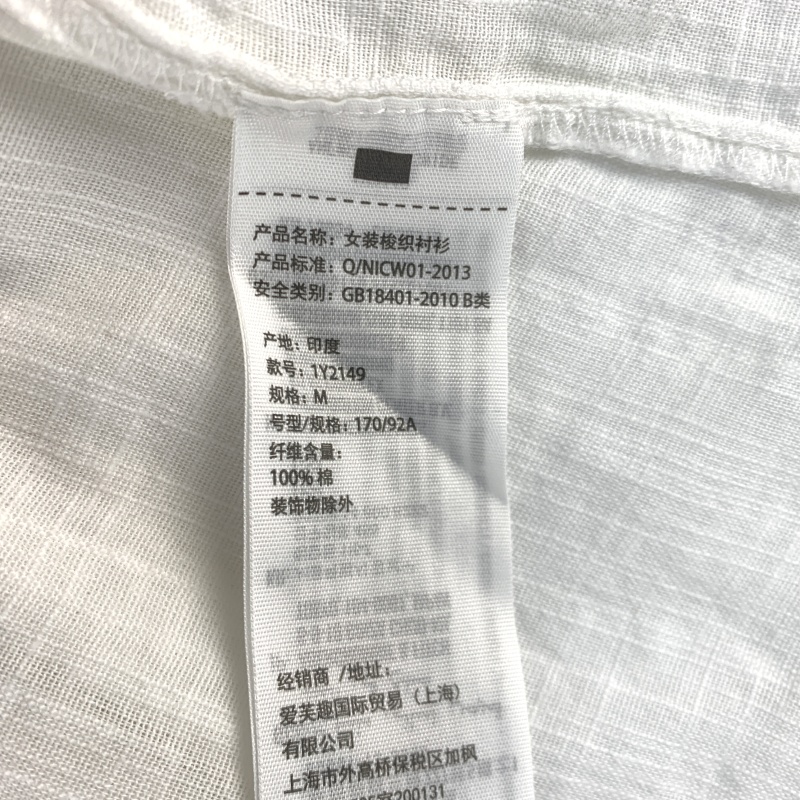 产品名称：女装梭织衬衫
产品标准：Q/NICW01-2013
安全类别：GB18401-2010 B类
产地：印度
款号：1Y2149
规格：M
号型/规格：170/92A
纤维含量：
100% 棉
装饰物除外
经销商 /地址：
爱芙趣国际贸易（上海）
有限公司
上海市外高桥保税区加枫
200131